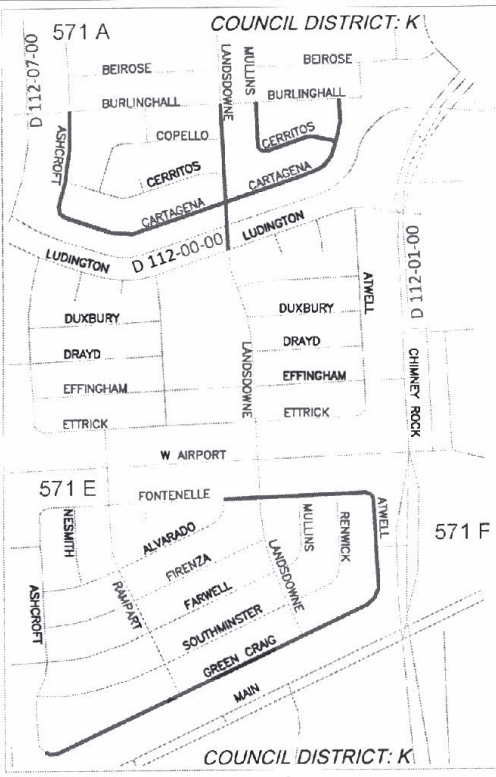 COUNCIL DISTRICT: K
571 A
D 112-07-00
BEIROSE
LANDSDOWNE
MULLINS
BEIROSE
BURLINGHALL
BURLINGHALL
ASHCROFT
COPELLO
CERRITOS
CERRITOS
CARTAGENA
CARTAGENA
LUDINGTON
D 112-00-00
LUDINGTON
D 112-01-00
ATWELL
DUXBURY
DUXBURY
DRAYD
DRAYD
LANDSDOWNE
EFFINGHAM
EFFINGHAM
CHIMNEY ROCK
ETTRICK
ETTRICK
W AIRPORT
571 E
FONTENELLE
NESMITH
ALVARADO
MULLINS
RENWICK
ATWELL
571 F
FIRENZA
LANDSDOWNE
ASHCROFT
RAMPART
FARWELL
SOUTHMINSTER
GREEN CRAIG
MAIN
COUNCIL DISTRICT: K